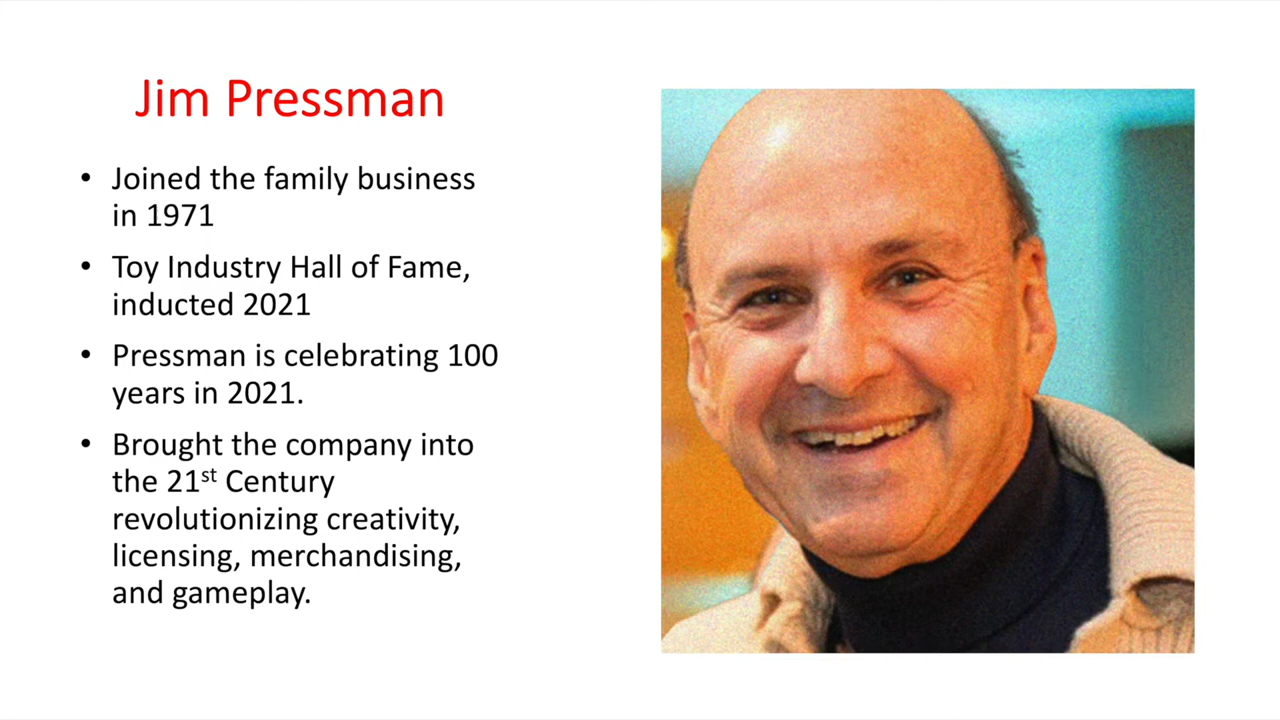 Jim Pressman
• Joined the family business
in 1971
• Toy Industry Hall of Fame,
inducted 2021
• Pressman is celebrating 100
years in 2021.
• Brought the company into
the 21st Century
revolutionizing creativity,
licensing, merchandising,
and gameplay.